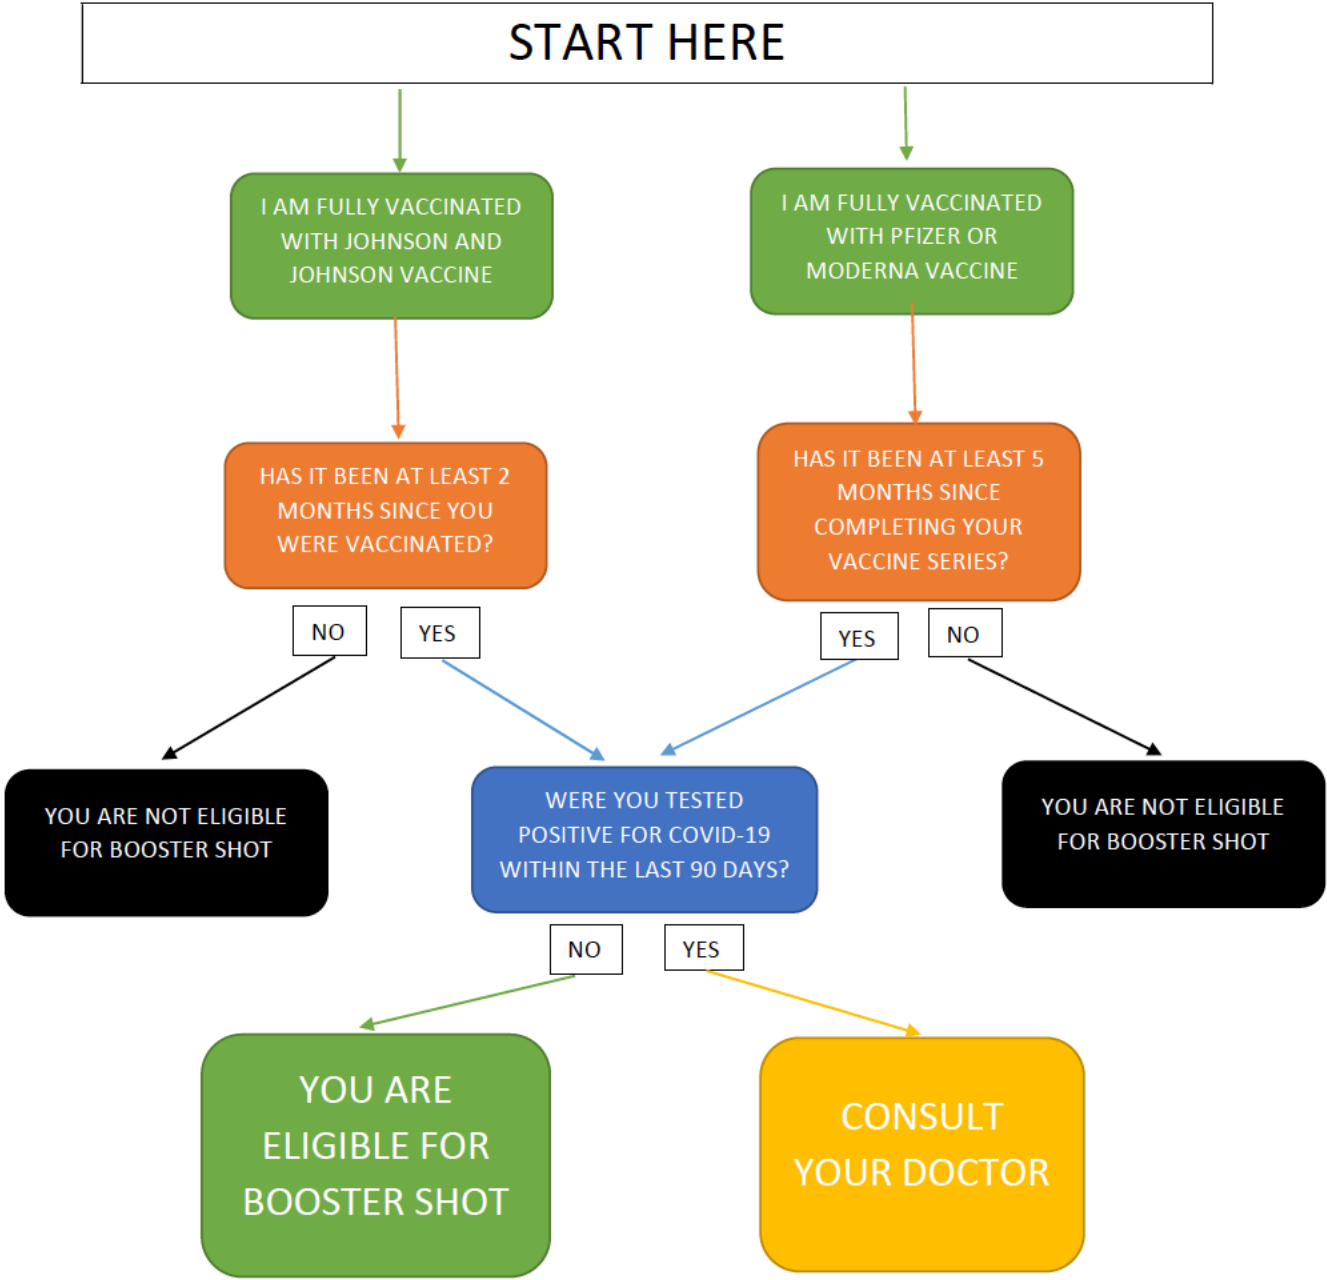 START HERE
I AM FULLY VACCINATED
WITH JOHNSON AND
JOHNSON VACCINE
I AM FULLY VACCINATED
WITH PFIZER OR
MODERNA VACCINE
HAS IT BEEN AT LEAST 2
MONTHS SINCE YOU
WERE VACCINATED?
HAS IT BEEN AT LEAST 5
MONTHS SINCE
COMPLETING YOUR
VACCINE SERIES?
NO
YES
YES
NO
YOU ARE NOT ELIGIBLE
FOR BOOSTER SHOT
WERE YOU TESTED
POSITIVE FOR COVID-19
WITHIN THE LAST 90 DAYS?
YOU ARE NOT ELIGIBLE
FOR BOOSTER SHOT
NO
YES
YOU ARE
ELIGIBLE FOR
BOOSTER SHOT
CONSULT
YOUR DOCTOR